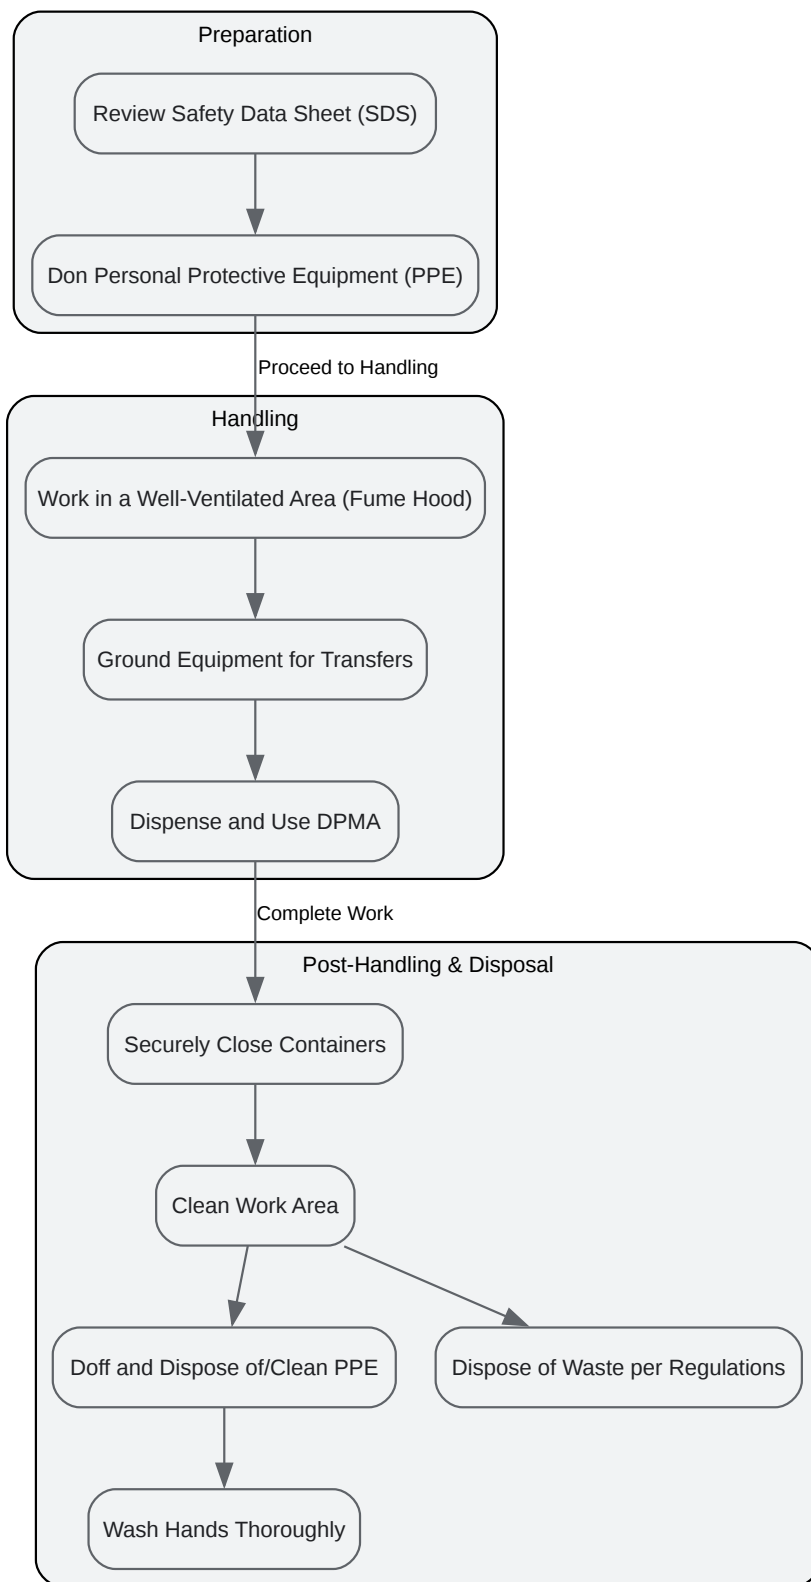 Preparation
Review Safety Data Sheet (SDS)
Don Personal Protective Equipment (PPE)
Proceed to Handling
Handling
Work in a Well-Ventilated Area (Fume Hood)
Ground Equipment for Transfers
Dispense and Use DPMA
Complete Work
Post-Handling & Disposal
Securely Close Containers
Clean Work Area
Doff and Dispose of/Clean PPE
Dispose of Waste per Regulations
Wash Hands Thoroughly